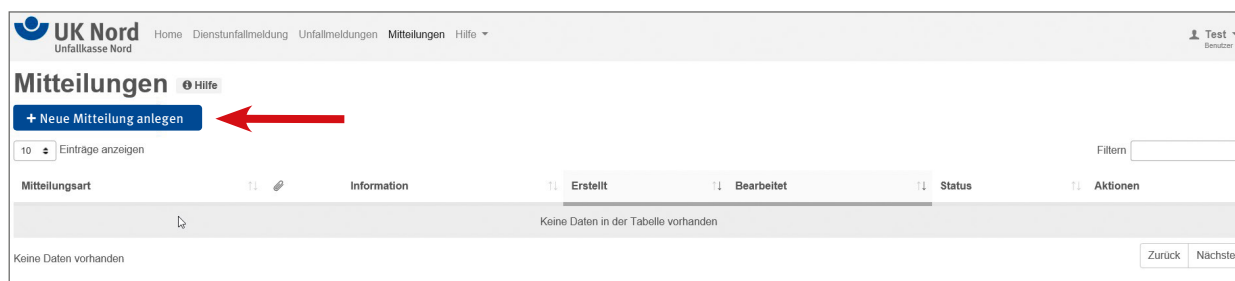 UK Nord
Unfallkasse Nord
Home Dienstunfallmeldung Unfallmeldungen Mitteilungen Hilfe
Test
Benutzer
Mitteilungen Hilfe
+ Neue Mitteilung anlegen
10 Einträge anzeigen
Filtern
Mitteilungsart Information Erstellt Bearbeitet Status Aktionen
Keine Daten in der Tabelle vorhanden
Keine Daten vorhanden
Zurück Nächste